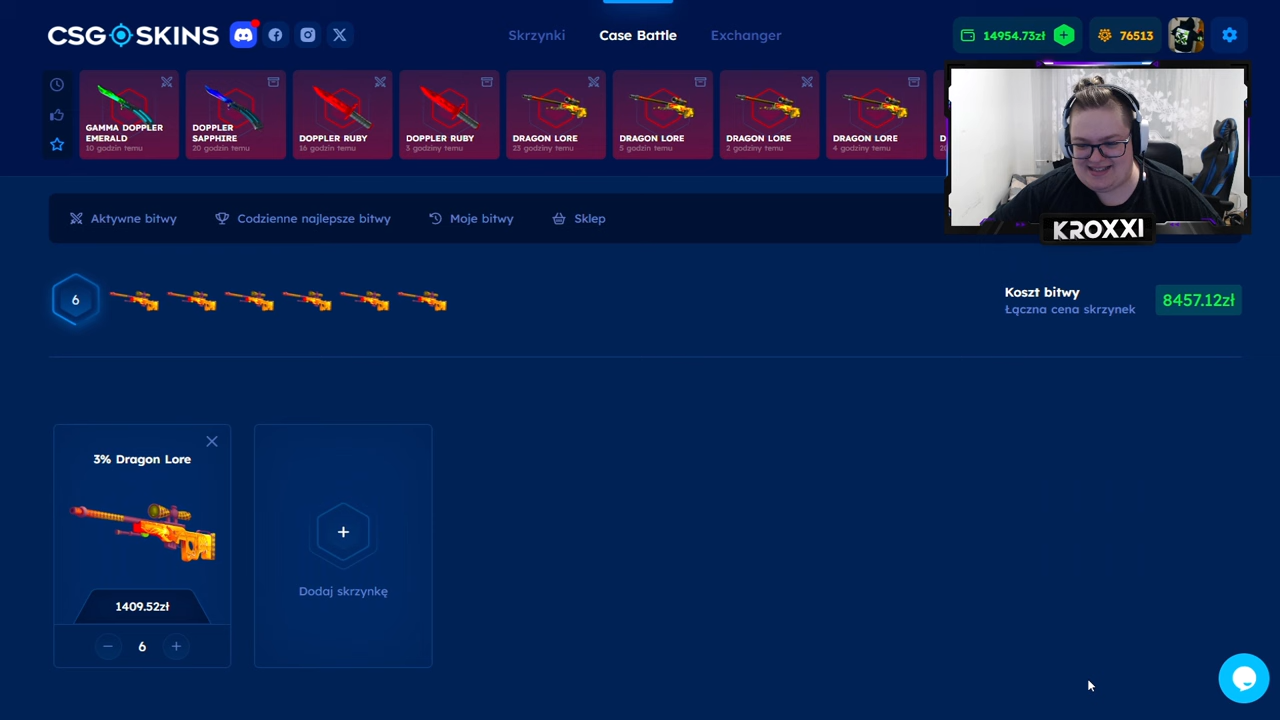 CSG SKINS
Skrzynki
Case Battle
Exchanger
14954.73zł
76513
GAMMA DOPPLER
EMERALD
10 godzin temu
DOPPLER
SAPPHIRE
20 godzin temu
DOPPLER RUBY
16 godzin temu
DOPPLER RUBY
3 godziny temu
DRAGON LORE
23 godziny temu
DRAGON LORE
5 godzin temu
DRAGON LORE
2 godziny temu
DRAGON LORE
4 godziny temu
KROXXI
Aktywne bitwy
Codzienne najlepsze bitwy
Moje bitwy
Sklep
6
Koszt bitwy
Łączna cena skrzynek
8457.12zł
3% Dragon Lore
1409.52zł
6
Dodaj skrzynkę